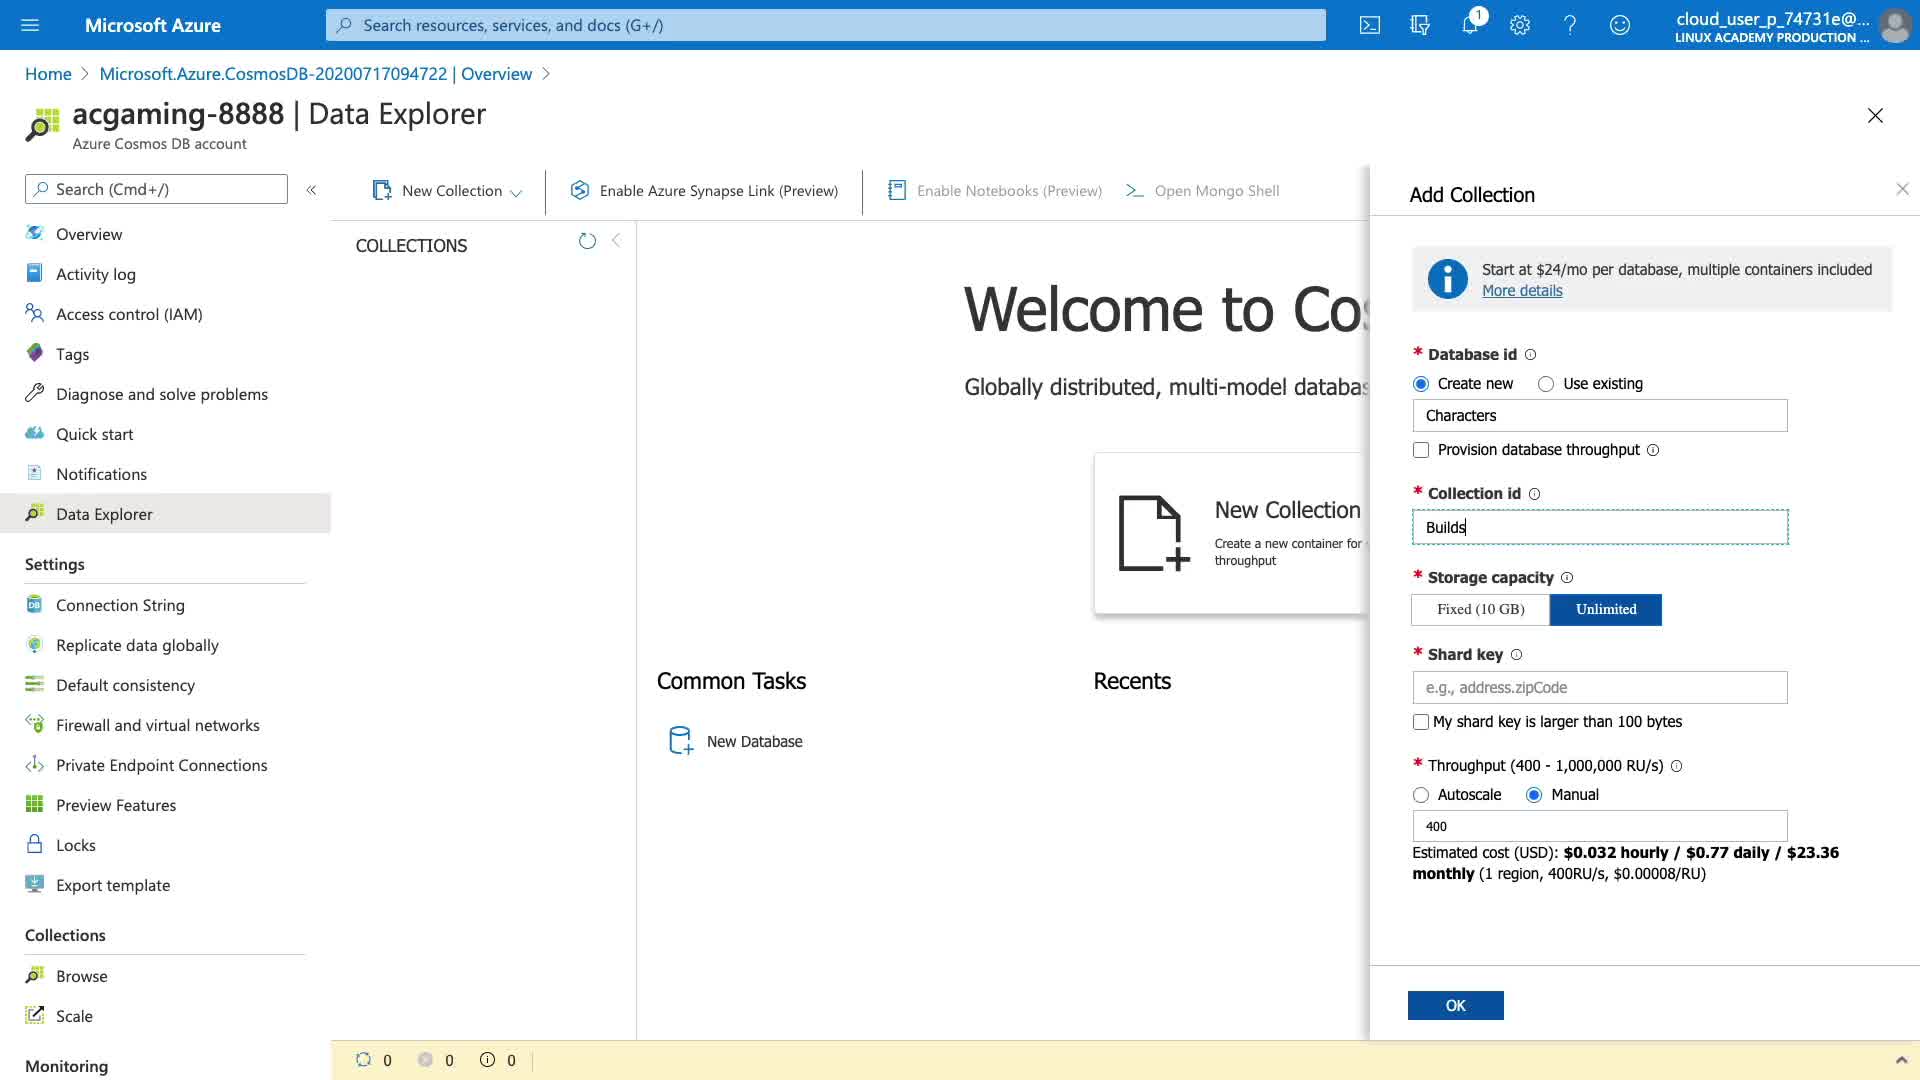 Microsoft Azure
Search resources, services, and docs (G+/)
1
cloud_user_p_74731e@...
LINUX ACADEMY PRODUCTION ...
Home
Microsoft.Azure.CosmosDB-20200717094722 | Overview
acgaming-8888 | Data Explorer
Azure Cosmos DB account
Search (Cmd+/)
«
Overview
Activity log
Access control (IAM)
Tags
Diagnose and solve problems
Quick start
Notifications
Data Explorer
Settings
Connection String
Replicate data globally
Default consistency
Firewall and virtual networks
Private Endpoint Connections
Preview Features
Locks
Export template
Collections
Browse
Scale
Monitoring
New Collection
Enable Azure Synapse Link (Preview)
Enable Notebooks (Preview)
Open Mongo Shell
COLLECTIONS
Welcome to Cos
Globally distributed, multi-model databas
New Collection
Create a new container for
throughput
Common Tasks
Recents
New Database
0
0
0
Add Collection
Start at $24/mo per database, multiple containers included
More details
* Database id
Create new
Use existing
Characters
Provision database throughput
* Collection id
Builds
* Storage capacity
Fixed (10 GB)
Unlimited
* Shard key
e.g., address.zipCode
My shard key is larger than 100 bytes
* Throughput (400 - 1,000,000 RU/s)
Autoscale
Manual
400
Estimated cost (USD): $0.032 hourly / $0.77 daily / $23.36
monthly (1 region, 400RU/s, $0.00008/RU)
OK